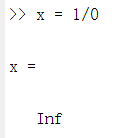 >> x = 1/0
x =
Inf